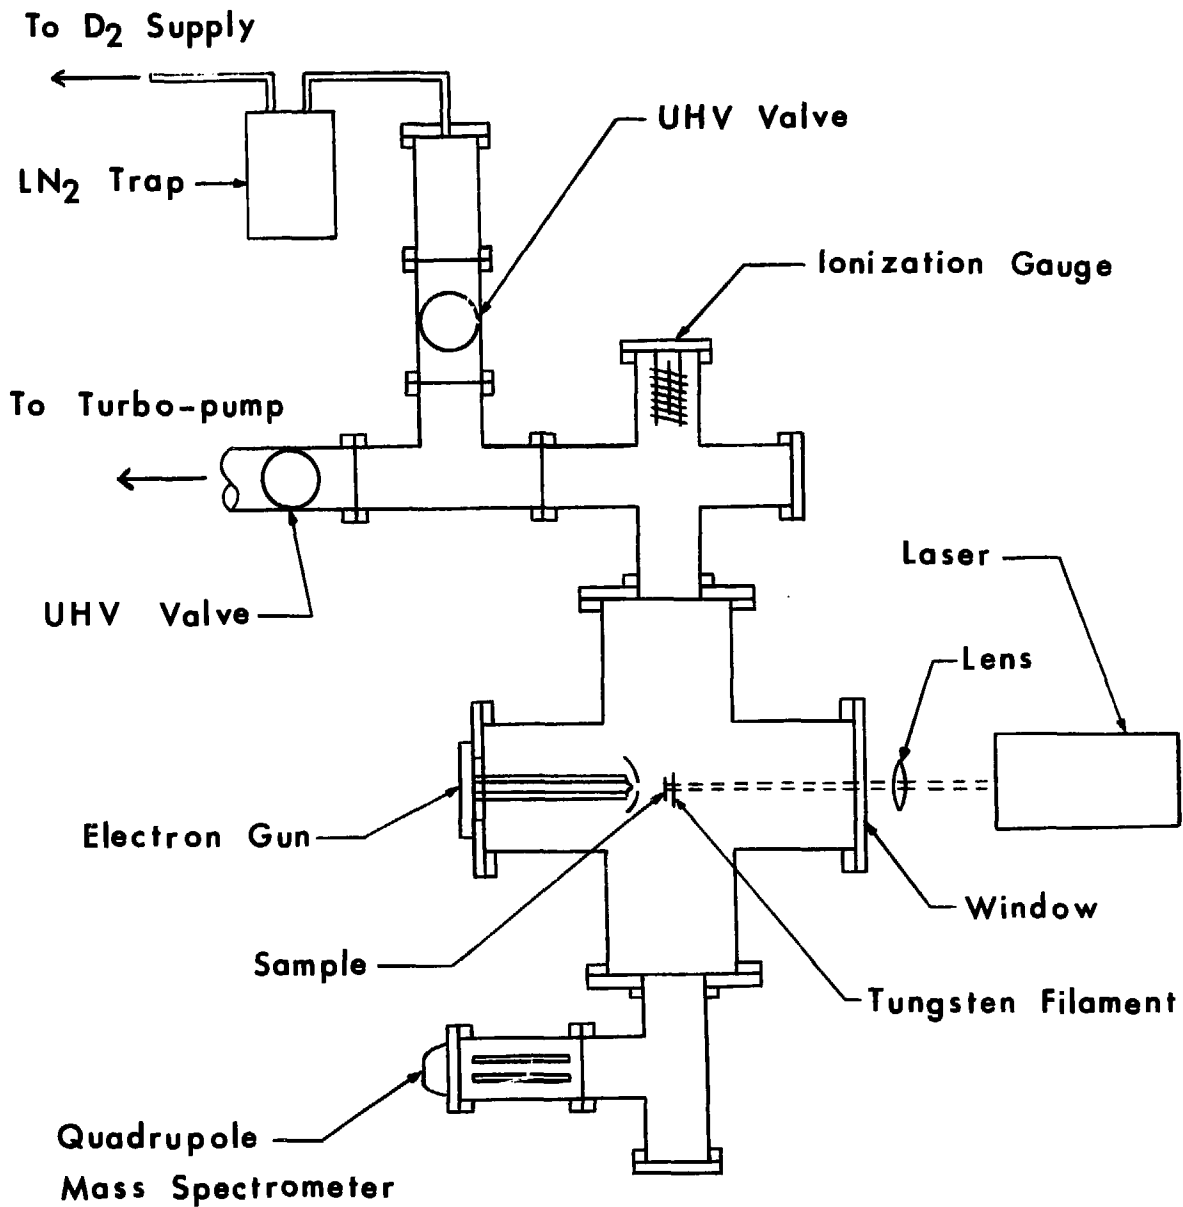 To D2 Supply
UHV Valve
LN2 Trap
Ionization Gauge
To Turbo-pump
Laser
UHV Valve
Lens
Electron Gun
Window
Sample
Tungsten Filament
Quadrupole
Mass Spectrometer